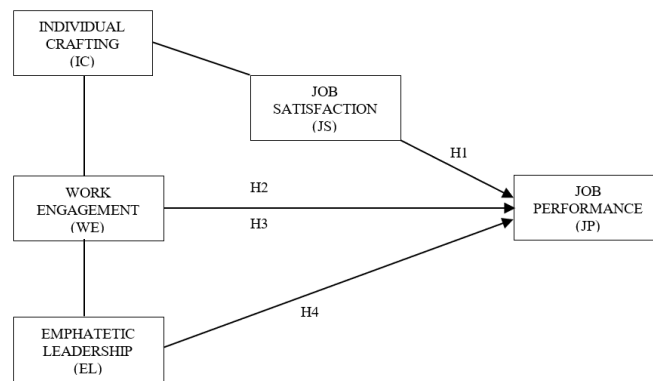 INDIVIDUAL
CRAFTING
(IC)
JOB
SATISFACTION
(JS)
H1
WORK
ENGAGEMENT
(WE)
H2
H3
JOB
PERFORMANCE
(JP)
H4
EMPHATETIC
LEADERSHIP
(EL)